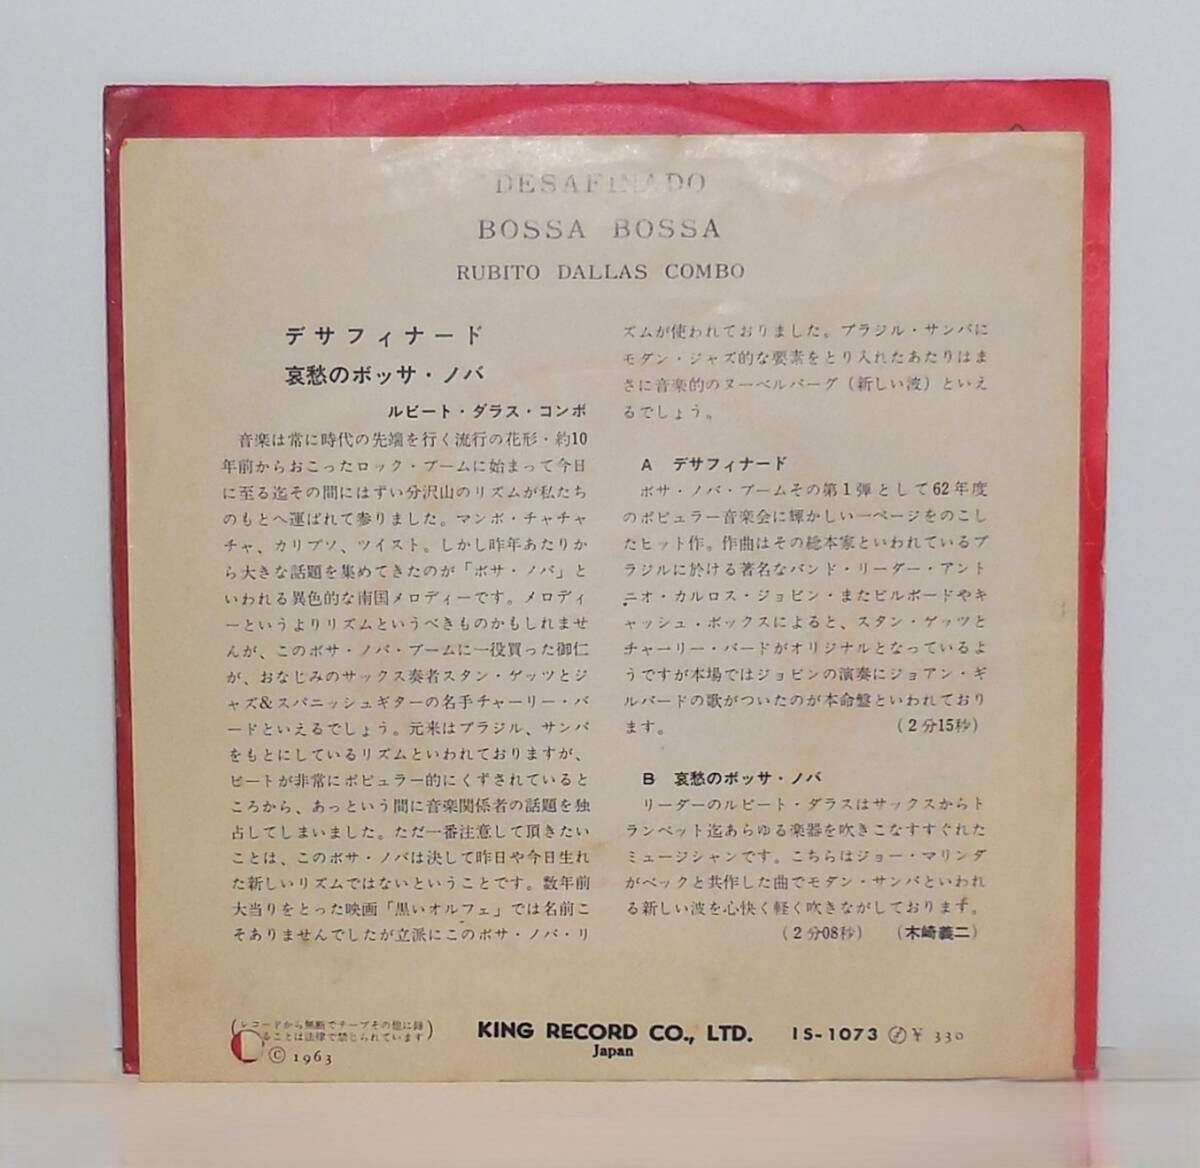 DESAFINADO
BOSSA BOSSA
RUBITO DALLAS COMBO
デサフィナード
哀愁のボッサ・ノバ
ルビート・ダラス・コンボ
音楽は常に時代の先端を行く流行の花形・約10
年前からおこったロック・ブームに始まって今日
に至る迄その間にはずい分沢山のリズムが私たち
のもとへ運ばれて参りました。マンボ・チャチャ
チャ、カリプソ、ツイスト。しかし昨年あたりか
ら大きな話題を集めてきたのが「ボサ・ノバ」と
いわれる異色的な南国メロディーです。メロディ
ーというよりリズムというべきものかもしれませ
んが、このボサ・ノバ・ブームに一役買った御仁
が、おなじみのサックス奏者スタン・ゲッツとジ
ャズ&スパニッシュギターの名手チャーリー・バ
ードといえるでしょう。元来はブラジル、サンバ
をもとにしているリズムといわれておりますが、
ビートが非常にポピュラー的にくずされていると
ころから、あっという間に音楽関係者の話題を独
占してしまいました。ただ一番注意して頂きたい
ことは、このボサ・ノバは決して昨日や今日生れ
た新しいリズムではないということです。数年前
大当りをとった映画「黒いオルフェ」では名前こ
そありませんでしたが立派にこのボサ・ノバ・リ
ズムが使われておりました。ブラジル・サンバに
モダン・ジャズ的な要素をとり入れたあたりはま
さに音楽的のヌーベルバーグ（新しい波）といえ
るでしょう。
A デサフィナード
ボサ・ノバ・ブームその第1弾として62年度
のポピュラー音楽会に輝かしい一ページをのこし
たヒット作。作曲はその総本家といわれているブ
ラジルに於ける著名なバンド・リーダー・アント
ニオ・カルロス・ジョビン・またビルボードやキ
ャッシュ・ボックスによると、スタン・ゲッツと
チャーリー・バードがオリジナルとなっているよ
うですが本場ではジョビンの演奏にジョアン・ギ
ルバードの歌がついたのが本命盤といわれており
ます。 (2分15秒)
B 哀愁のボッサ・ノバ
リーダーのルビート・ダラスはサックスからト
ランペット迄あらゆる楽器を吹きこなすすぐれた
ミュージシャンです。こちらはジョー・マリンダ
がベックと共作した曲でモダン・サンバといわれ
る新しい波を心快く軽く吹きながしております。
(2分08秒) (木崎義二)
(レコードから無断でテープその他に録
ることは法律で禁じられています)
© 1963
KING RECORD CO., LTD.
Japan
IS-1073 ¥ 330